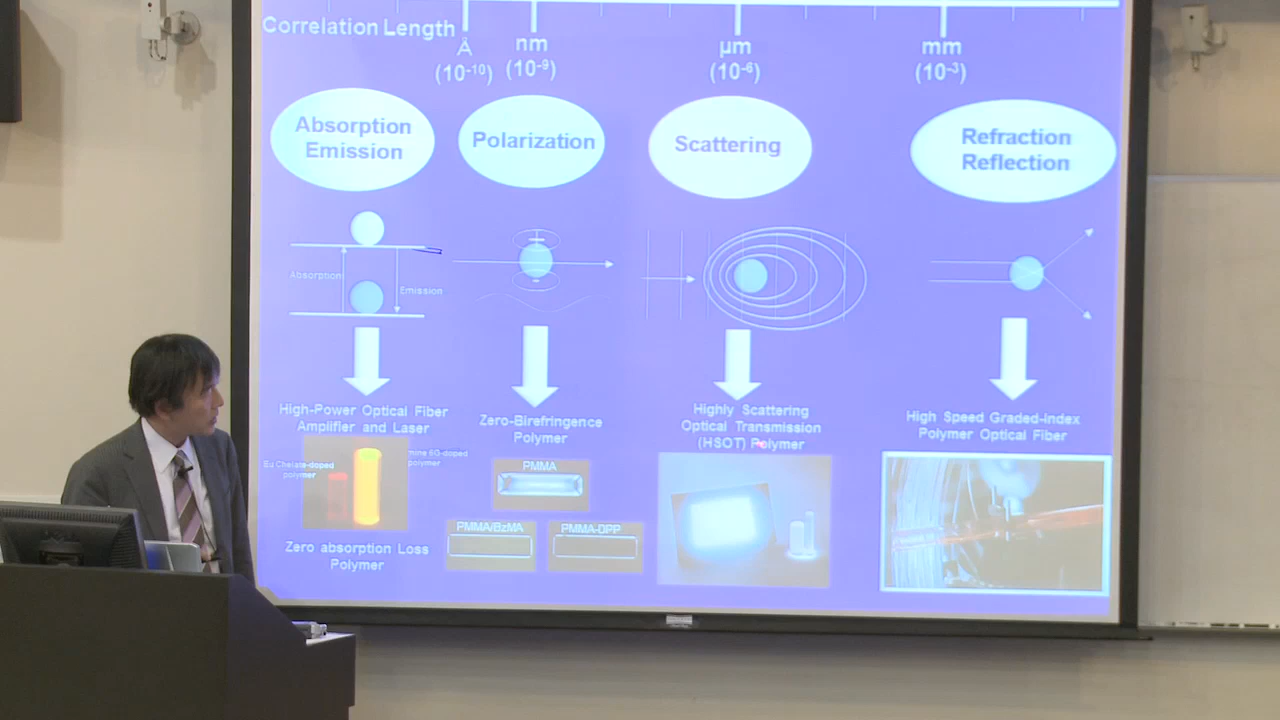 Correlation Length
Å
(10⁻¹⁰)
nm
(10⁻⁹)
µm
(10⁻⁶)
mm
(10⁻³)
Absorption
Emission
Polarization
Scattering
Refraction
Reflection
Absorption
Emission
High-Power Optical Fiber
Amplifier and Laser
Zero-Birefringence
Polymer
Highly Scattering
Optical Transmission
(HSOT) Polymer
High Speed Graded-Index
Polymer Optical Fiber
Eu Chelate-doped
polymer
6G-doped
polymer
PMMA
PMMA/BzMA
PMMA-DPP
Zero absorption Loss
Polymer